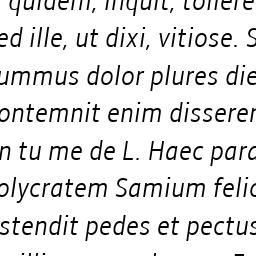 quidem, inquit, tollere
ed ille, ut dixi, vitiose. S
ummus dolor plures die
ontemnit enim disserer
n tu me de L. Haec para
olycratem Samium felic
stendit pedes et pectus